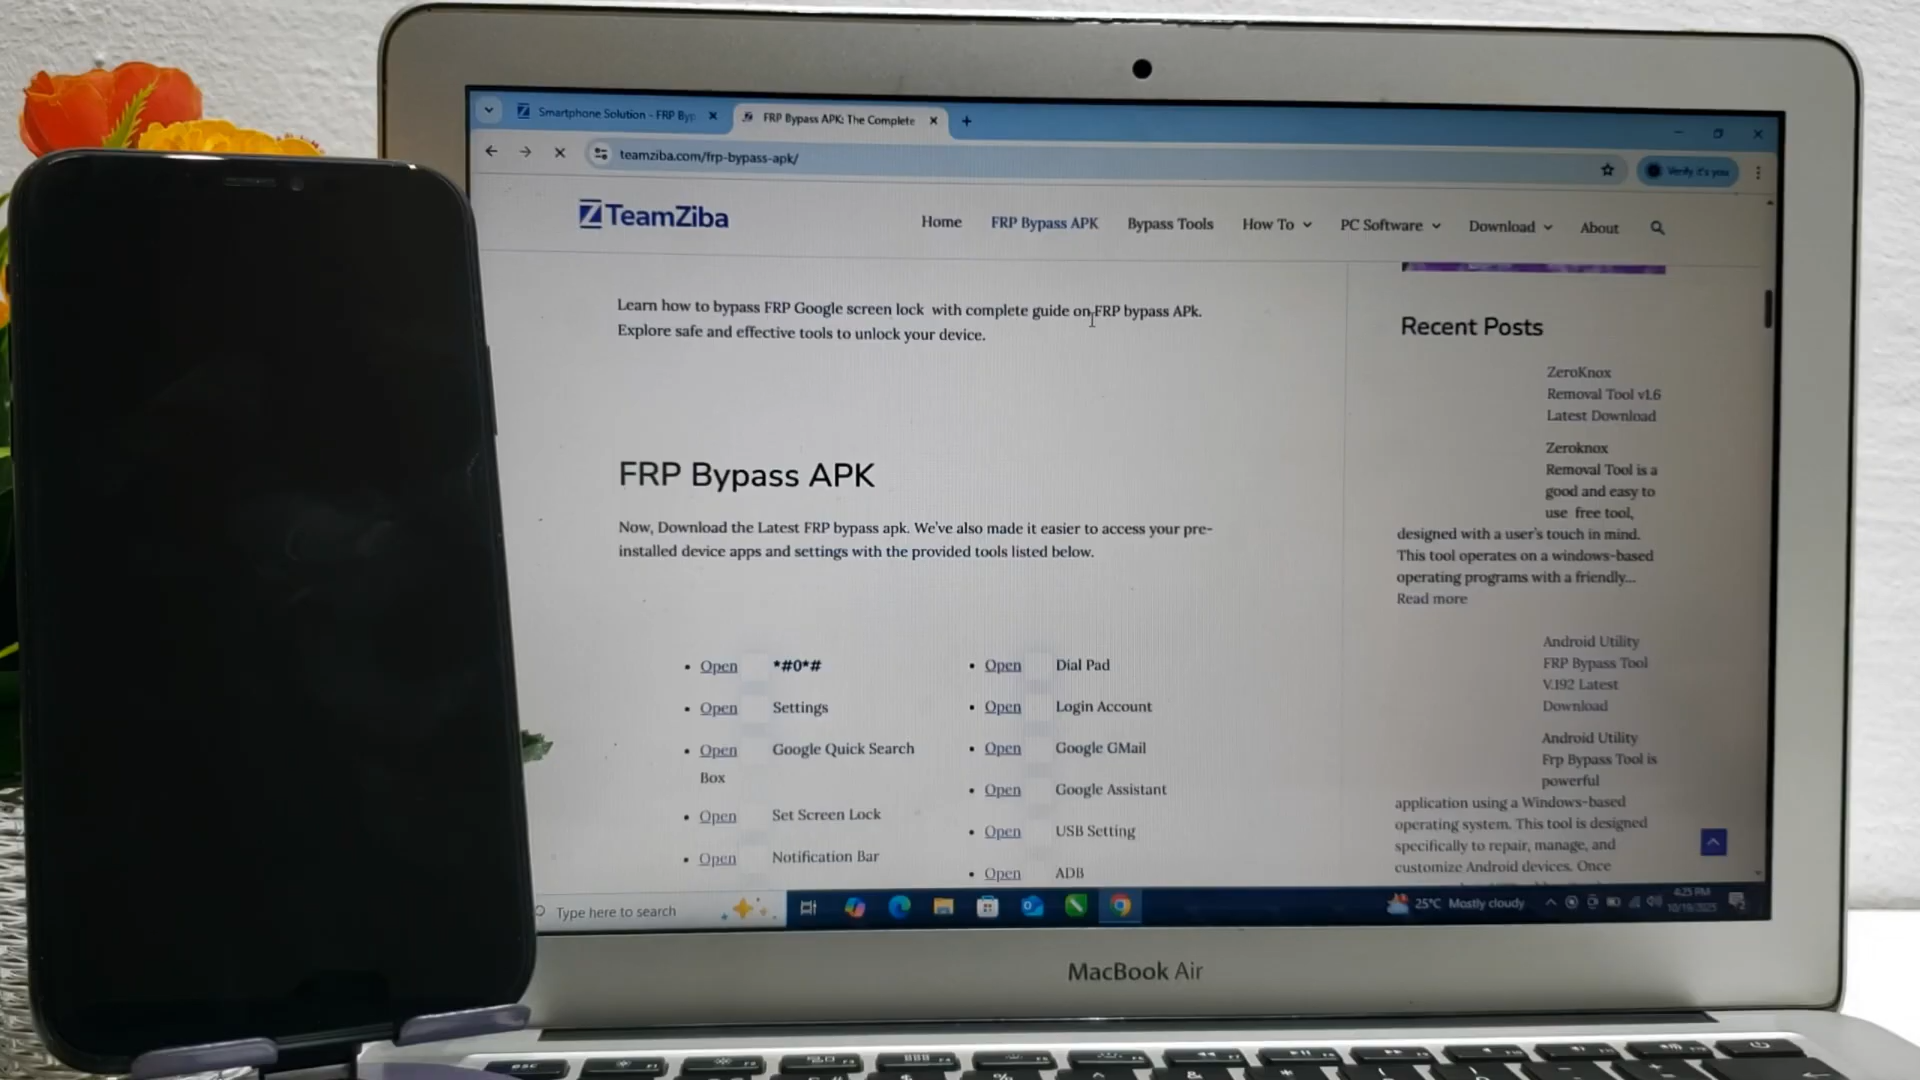 Smartphone Solution - FRP Byp
FRP Bypass APK: The Complete
teamziba.com/frp-bypass-apk/
Verify it's you
TeamZiba
Home
FRP Bypass APK
Bypass Tools
How To
PC Software
Download
About
Learn how to bypass FRP Google screen lock with complete guide on FRP bypass APk.
Explore safe and effective tools to unlock your device.
FRP Bypass APK
Now, Download the Latest FRP bypass apk. We've also made it easier to access your pre-
installed device apps and settings with the provided tools listed below.
• Open *#0*#
• Open Settings
• Open Google Quick Search
Box
• Open Set Screen Lock
• Open Notification Bar
• Open Dial Pad
• Open Login Account
• Open Google GMail
• Open Google Assistant
• Open USB Setting
• Open ADB
Recent Posts
ZeroKnox
Removal Tool v1.6
Latest Download
Zeroknox
Removal Tool is a
good and easy to
use free tool,
designed with a user's touch in mind.
This tool operates on a windows-based
operating programs with a friendly...
Read more
Android Utility
FRP Bypass Tool
V.192 Latest
Download
Android Utility
Frp Bypass Tool is
powerful
application using a Windows-based
operating system. This tool is designed
specifically to repair, manage, and
customize Android devices. Once
Type here to search
25°C Mostly cloudy
4:25 PM
10/19/2025
MacBook Air
esc